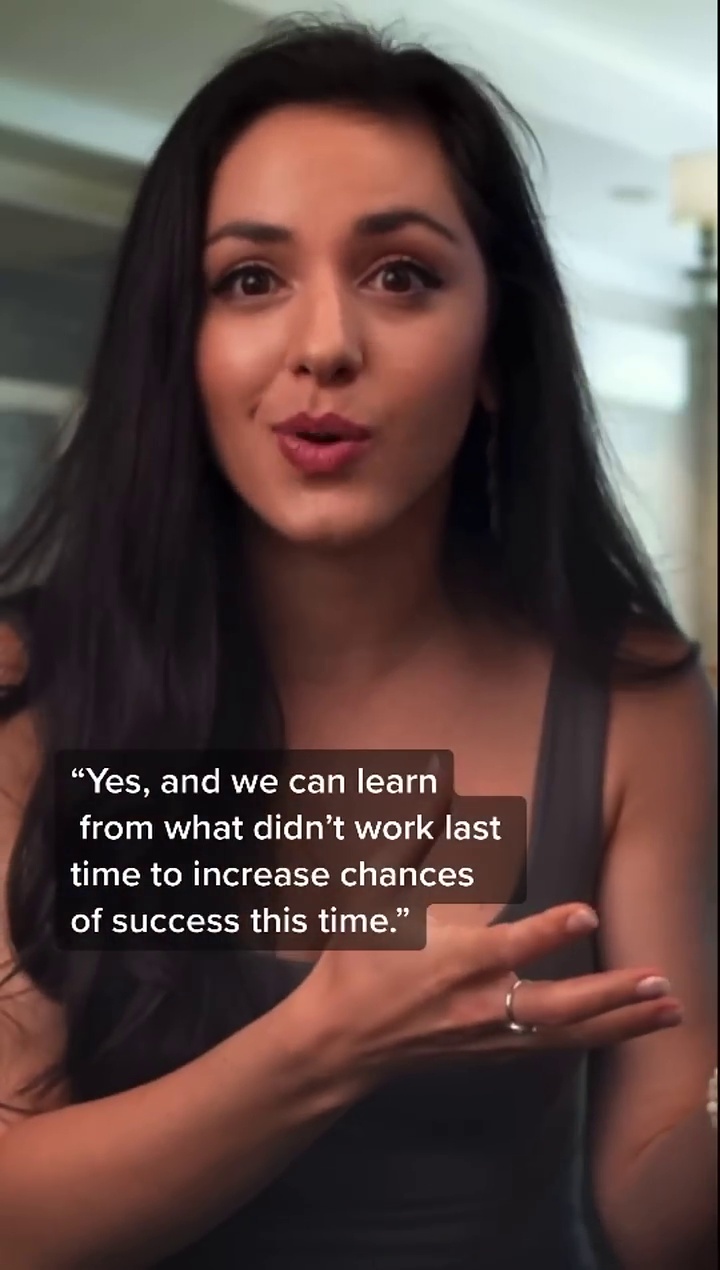 “Yes, and we can learn
from what didn’t work last
time to increase chances
of success this time.”